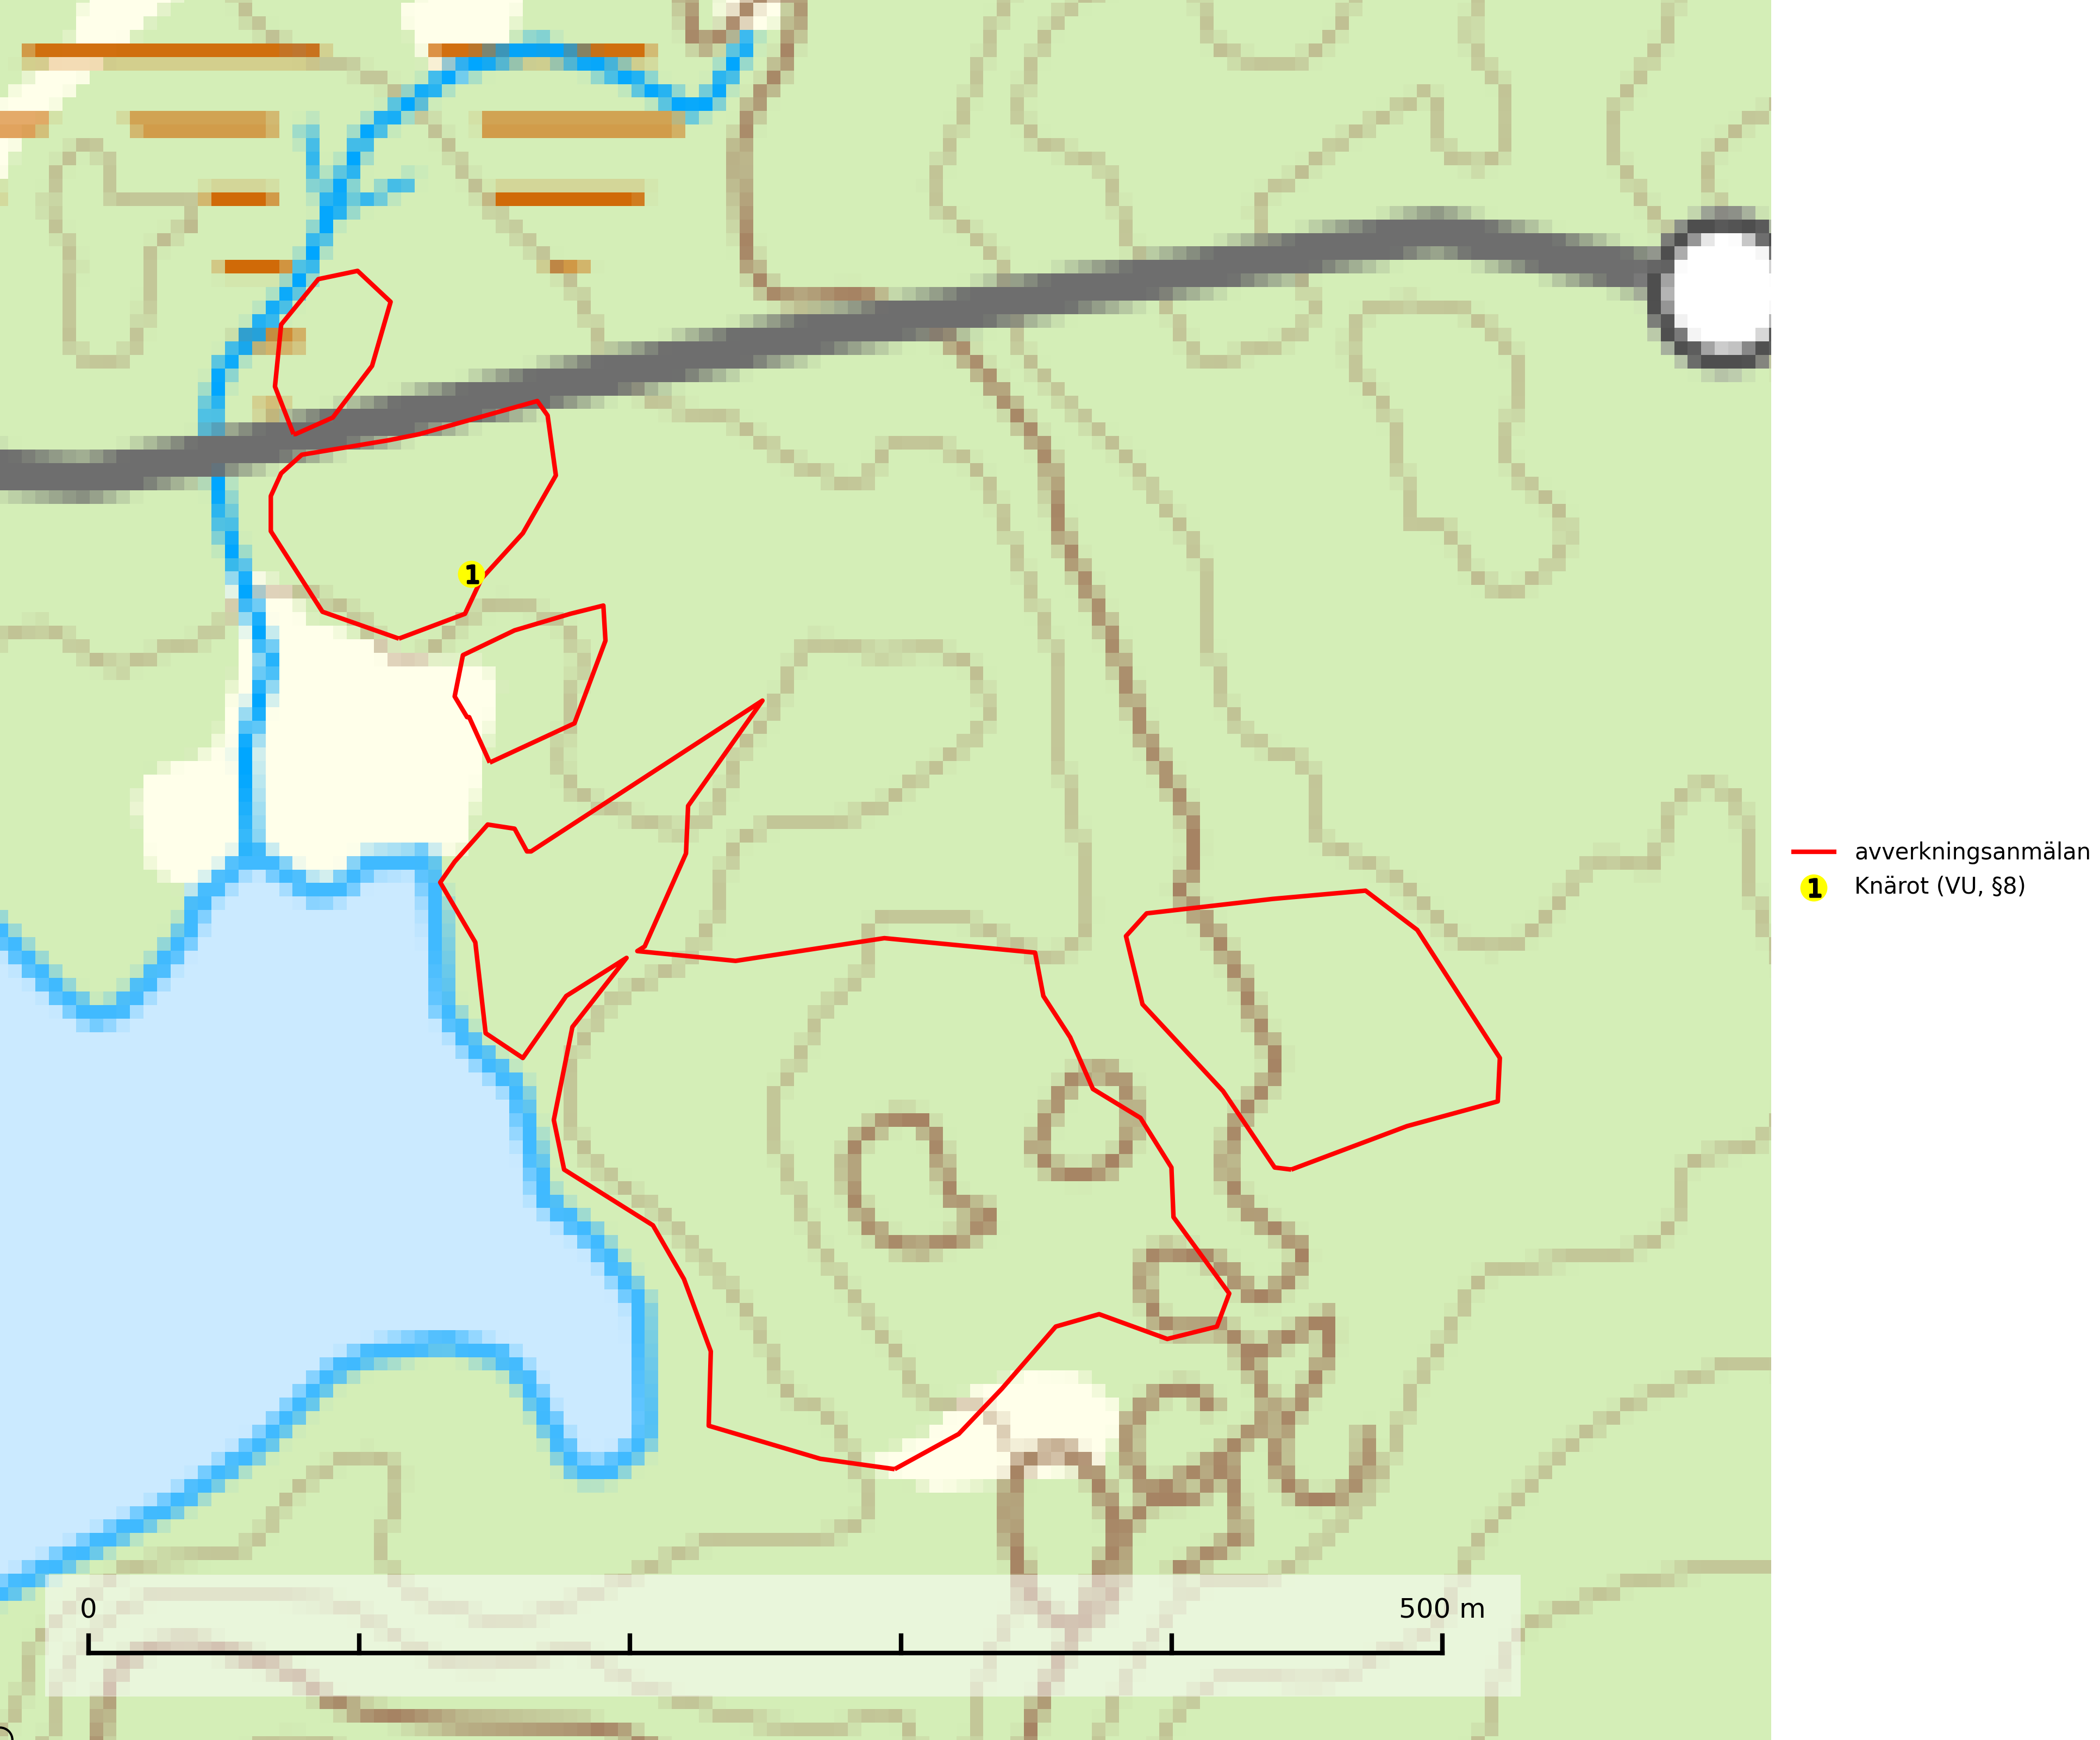 1
avverkningsanmälan
1 Knärot (VU, §8)
0 500 m